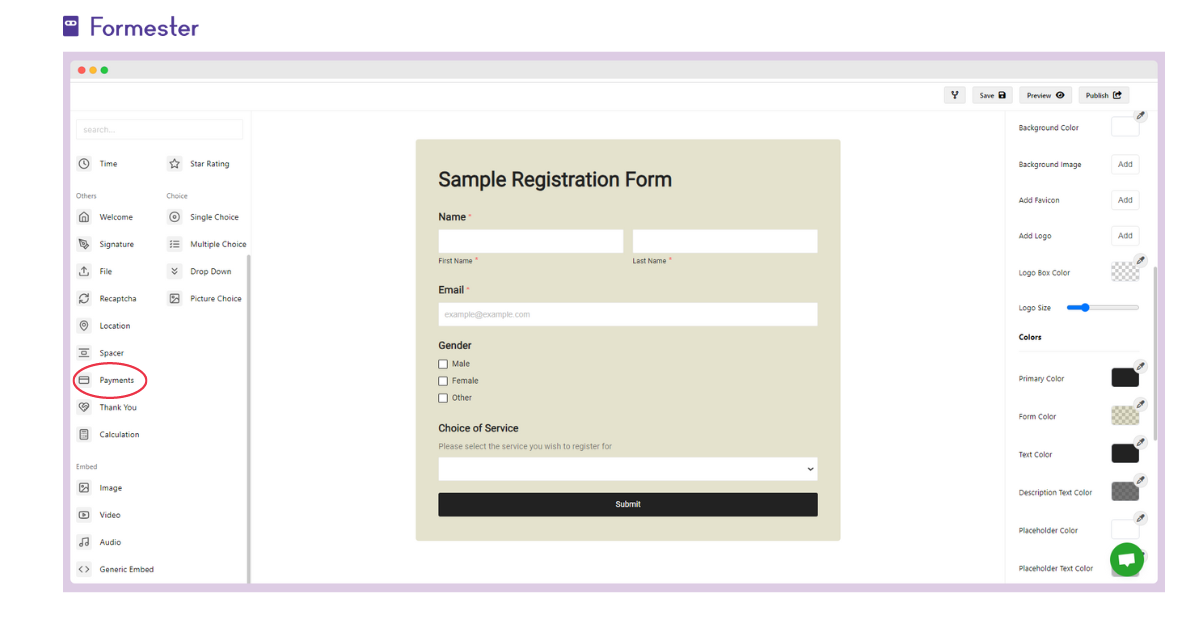 Formester
Save
Preview
Publish
search...
Time
Star Rating
Others
Choice
Welcome
Single Choice
Signature
Multiple Choice
File
Drop Down
Recaptcha
Picture Choice
Location
Spacer
Payments
Thank You
Calculation
Embed
Image
Video
Audio
Generic Embed
Sample Registration Form
Name *
First Name *
Last Name *
Email *
example@example.com
Gender
Male
Female
Other
Choice of Service
Please select the service you wish to register for
Submit
Background Color
Background Image
Add
Add Favicon
Add
Add Logo
Add
Logo Box Color
Logo Size
Colors
Primary Color
Form Color
Text Color
Description Text Color
Placeholder Color
Placeholder Text Color